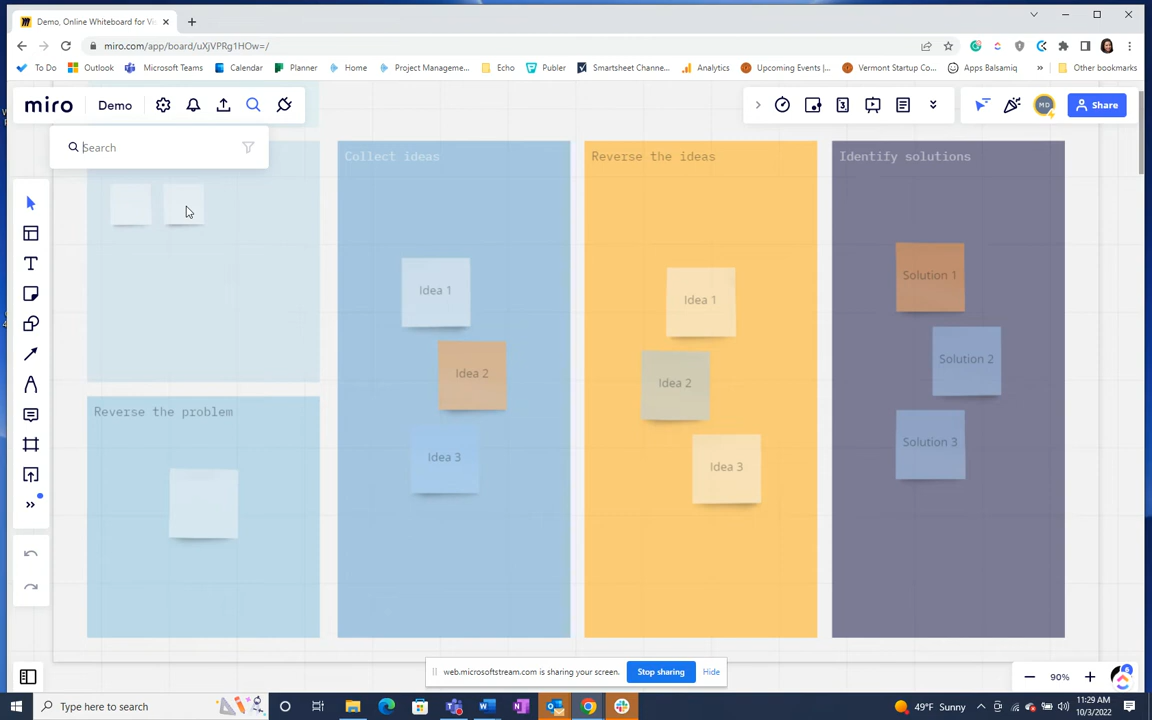 Demo, Online Whiteboard for Vi
miro.com/app/board/uXjVPRg1HOw=/
To Do
Outlook
Microsoft Teams
Calendar
Planner
Home
Project Manageme...
Echo
Publer
Smartsheet Channe...
Analytics
Upcoming Events |...
Vermont Startup Co...
Apps Balsamiq
Other bookmarks
miro
Demo
3
MD
Share
Search
Collect ideas
Reverse the ideas
Identify solutions
Idea 1
Idea 2
Idea 3
Idea 1
Idea 2
Idea 3
Solution 1
Solution 2
Solution 3
Reverse the problem
web.microsoftstream.com is sharing your screen.
Stop sharing
Hide
90%
Type here to search
49°F Sunny
11:29 AM
10/3/2022